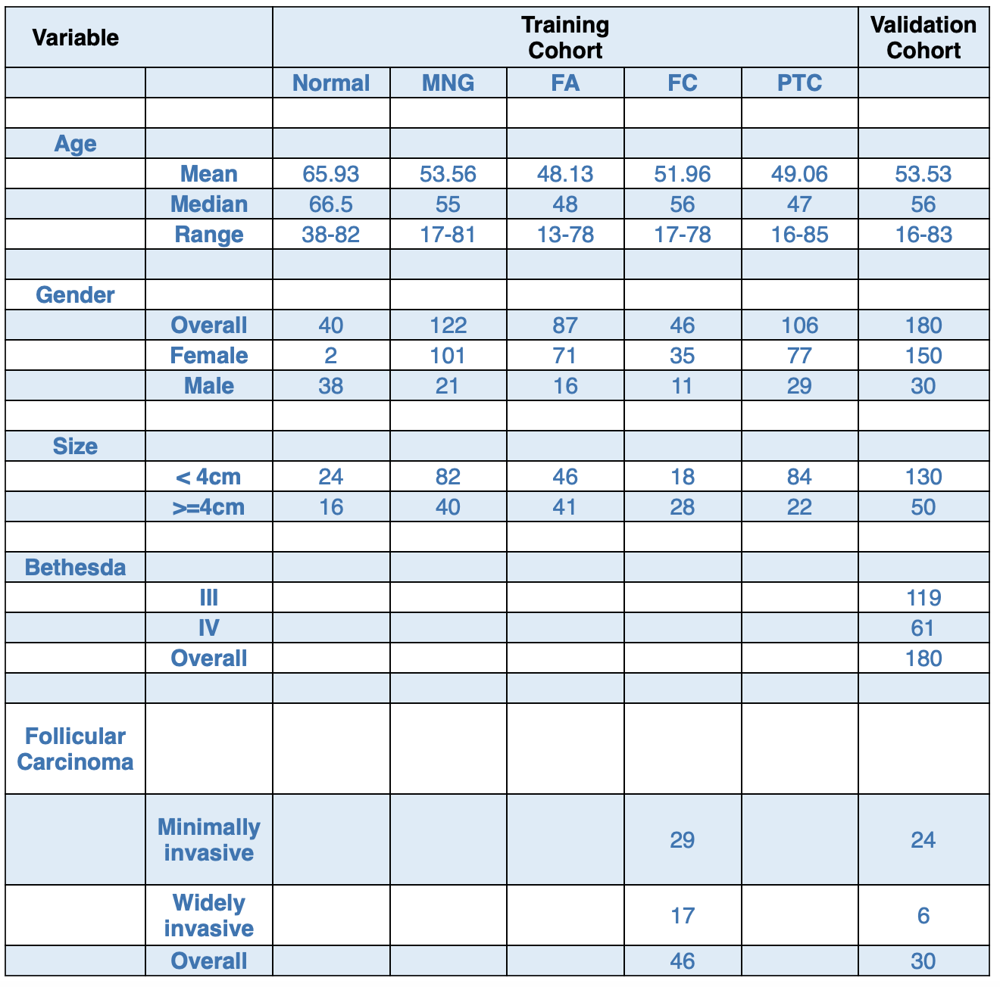 Variable Training Cohort Validation Cohort
Normal MNG FA FC PTC
Age
Mean 65.93 53.56 48.13 51.96 49.06 53.53
Median 66.5 55 48 56 47 56
Range 38-82 17-81 13-78 17-78 16-85 16-83
Gender
Overall 40 122 87 46 106 180
Female 2 101 71 35 77 150
Male 38 21 16 11 29 30
Size
< 4cm 24 82 46 18 84 130
>=4cm 16 40 41 28 22 50
Bethesda
III 119
IV 61
Overall 180
Follicular
Carcinoma
Minimally invasive 29 24
Widely invasive 17 6
Overall 46 30